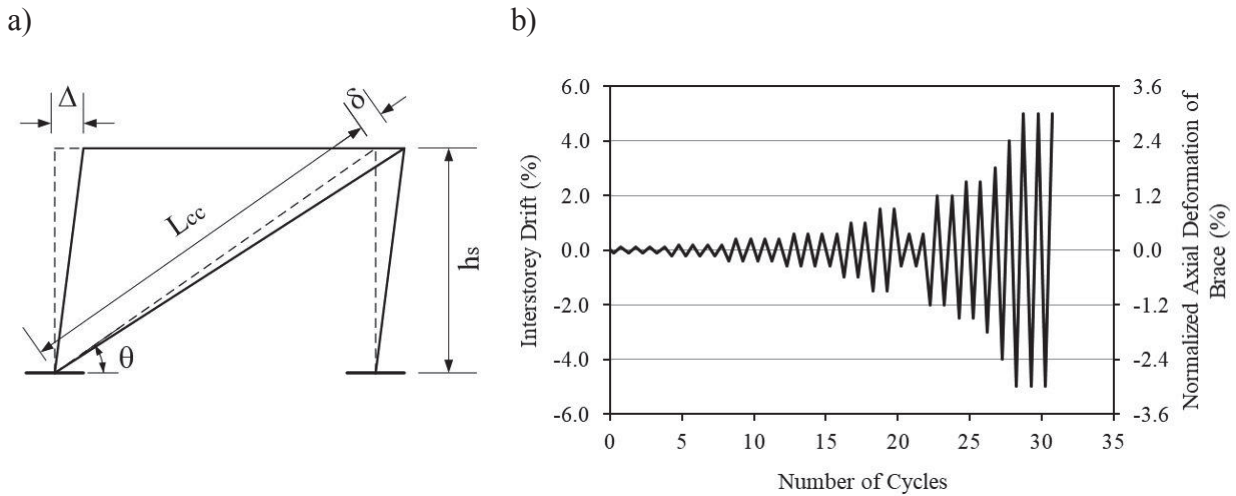 a)
Δ
δ
Lcc
hs
θ
b)
Interstorey Drift (%)
6.0
4.0
2.0
0.0
-2.0
-4.0
-6.0
3.6
2.4
1.2
0.0
-1.2
-2.4
-3.6
Normalized Axial Deformation of
Brace (%)
0 5 10 15 20 25 30 35
Number of Cycles